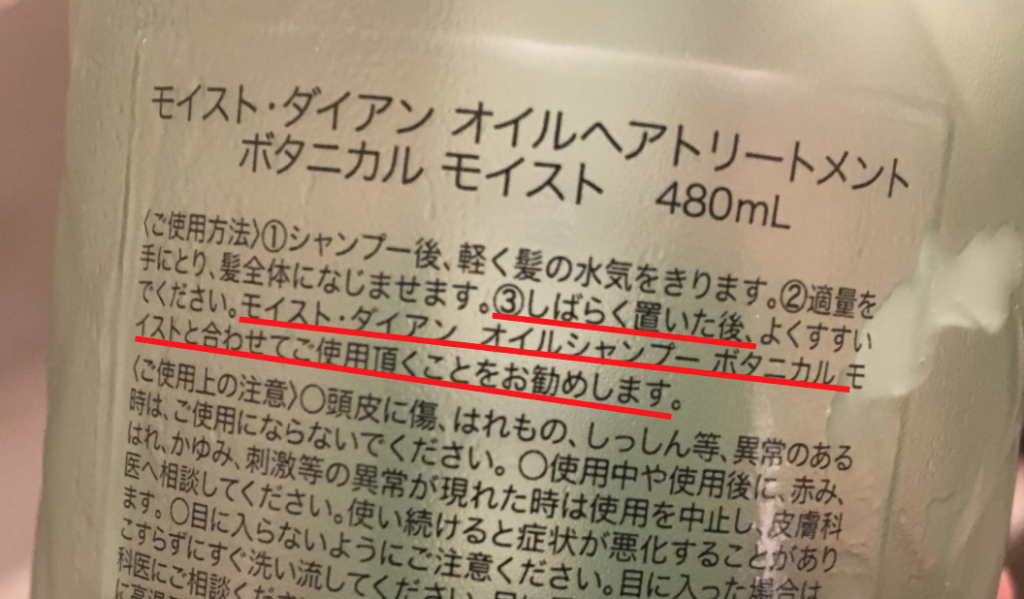 モイスト・ダイアン オイルヘアトリートメント
ボタニカル モイスト 480mL
〈ご使用方法〉①シャンプー後、軽く髪の水気をきります。②適量を
手にとり、髪全体になじませます。③しばらく置いた後、よくすすい
でください。モイスト・ダイアン オイルシャンプー ボタニカル モ
イストと合わせてご使用頂くことをお勧めします。
〈ご使用上の注意〉○頭皮に傷、はれもの、しっしん等、異常のある
時は、ご使用にならないでください。○使用中や使用後に、赤み、
はれ、かゆみ、刺激等の異常が現れた時は使用を中止し、皮膚科
医へ相談してください。使い続けると症状が悪化することがあり
ます。○目に入らないようにご注意ください。目に入った場合は、
こすらずにすぐ洗い流してください。
科医にご相談くださ